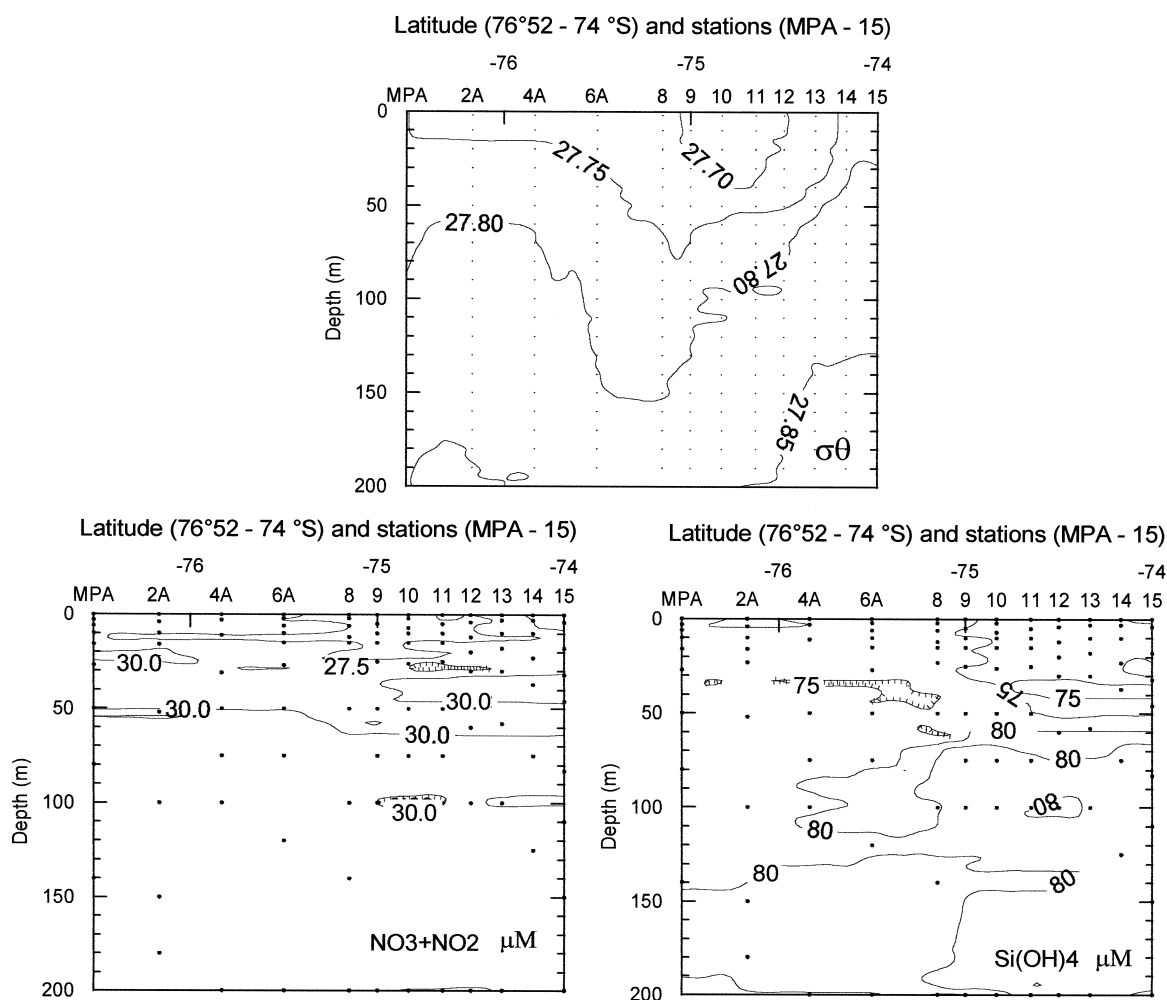 Latitude (76°52 - 74 °S) and stations (MPA - 15)
-76 -75 -74
MPA 2A 4A 6A 8 9 10 11 12 13 14 15
0
50
100
150
200
Depth (m)
27.75
27.70
27.80
27.80
27.85
σθ
Latitude (76°52 - 74 °S) and stations (MPA - 15)
-76 -75 -74
MPA 2A 4A 6A 8 9 10 11 12 13 14 15
0
50
100
150
200
Depth (m)
30.0
27.5
30.0
30.0
30.0
30.0
NO3+NO2 μM
Latitude (76°52 - 74 °S) and stations (MPA - 15)
-76 -75 -74
MPA 2A 4A 6A 8 9 10 11 12 13 14 15
0
50
100
150
200
Depth (m)
75
75
75
80
80
80
80
80
80
Si(OH)4 μM